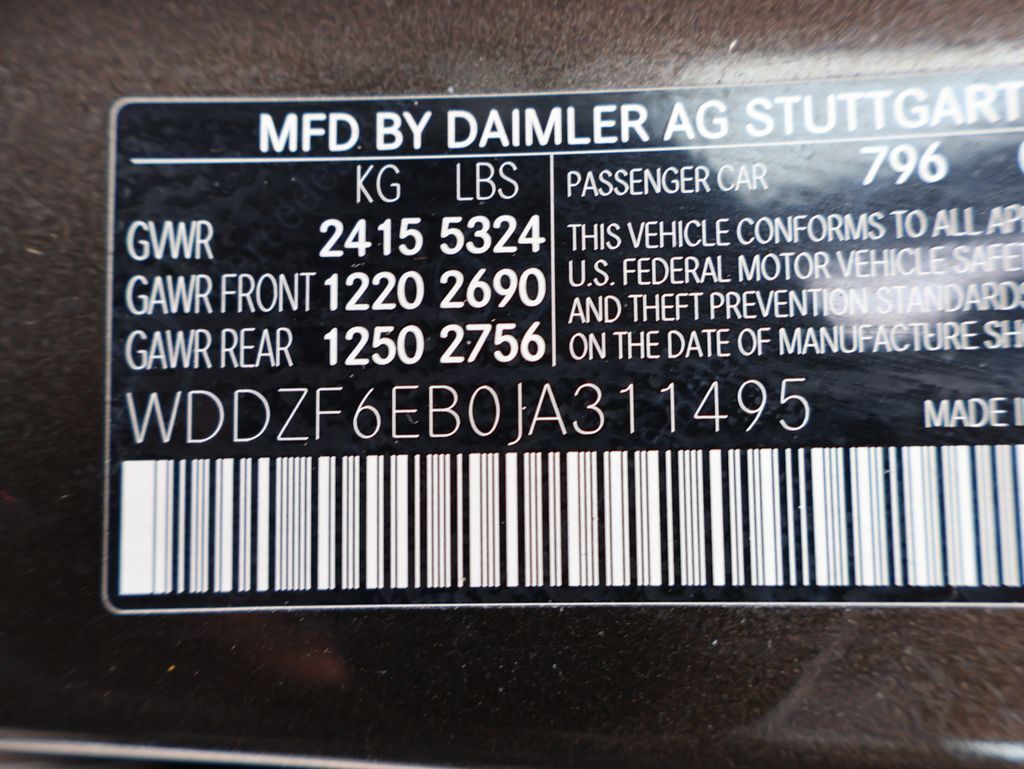 MFD. BY DAIMLER AG STUTTGART
KG LBS
GVWR 2415 5324
GAWR FRONT 1220 2690
GAWR REAR 1250 2756
PASSENGER CAR 796
THIS VEHICLE CONFORMS TO ALL
U.S. FEDERAL MOTOR VEHICLE
AND THEFT PREVENTION STANDARDS
ON THE DATE OF MANUFACTURE
WDDZF6EB0JA311495
MADE